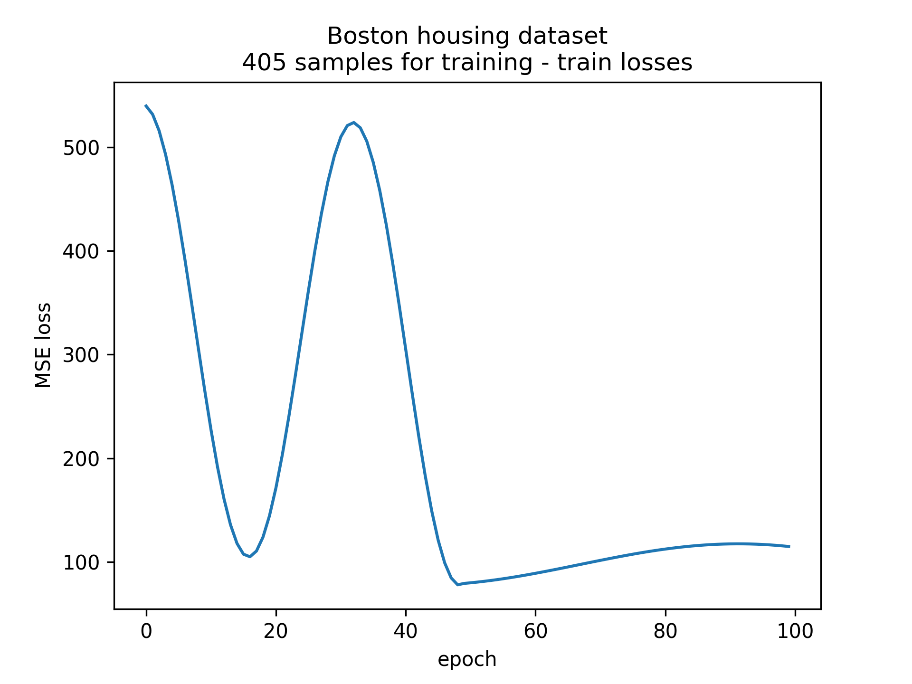 Boston housing dataset
405 samples for training - train losses
MSE loss
500
400
300
200
100
0 20 40 60 80 100
epoch